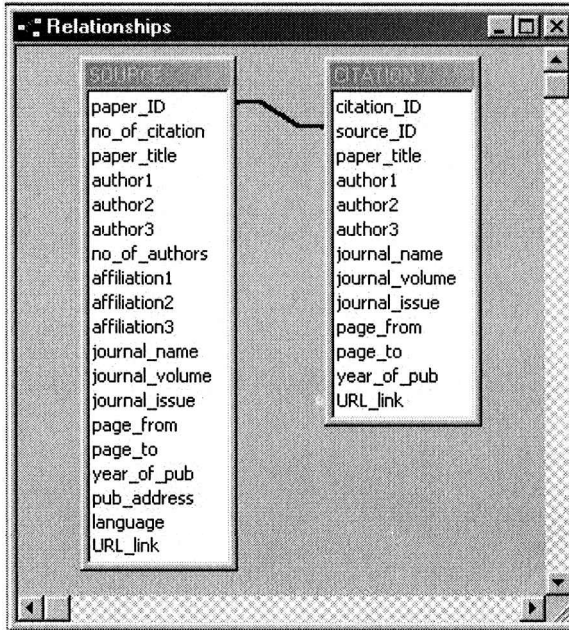 Relationships
SOURCE
paper_ID
no_of_citation
paper_title
author1
author2
author3
no_of_authors
affiliation1
affiliation2
affiliation3
journal_name
journal_volume
journal_issue
page_from
page_to
year_of_pub
pub_address
language
URL_link
CITATION
citation_ID
source_ID
paper_title
author1
author2
author3
journal_name
journal_volume
journal_issue
page_from
page_to
year_of_pub
URL_link